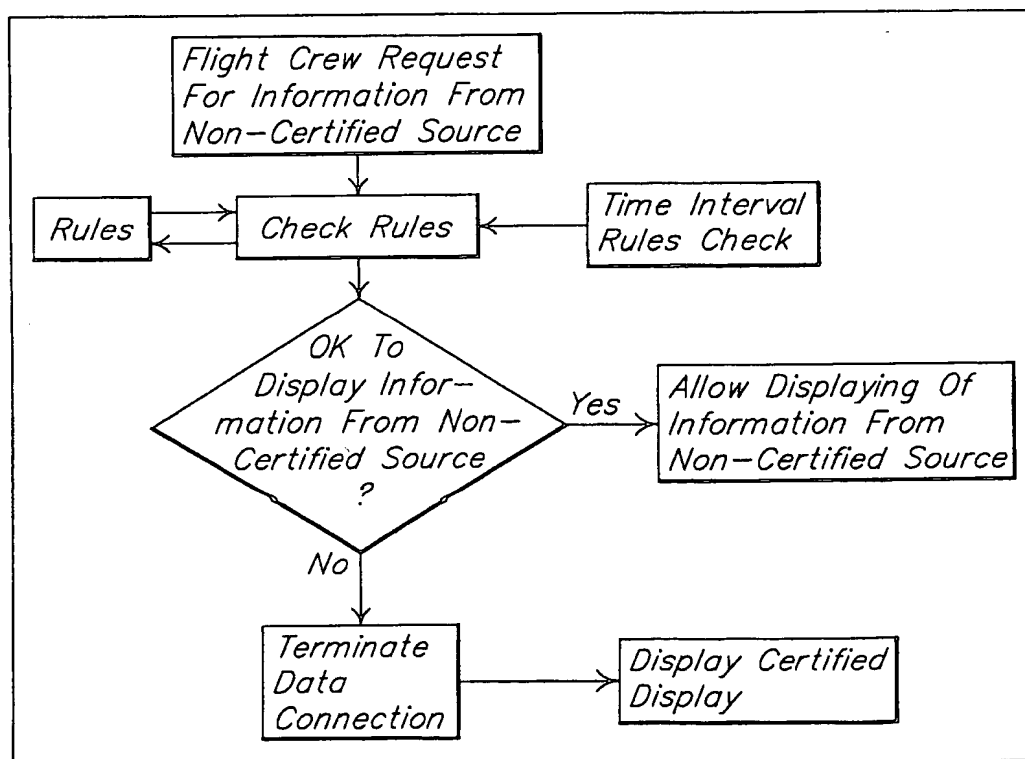 Flight Crew Request
For Information From
Non-Certified Source
Rules
Check Rules
Time Interval
Rules Check
OK To
Display Infor-
mation From Non-
Certified Source
?
Yes
Allow Displaying Of
Information From
Non-Certified Source
No
Terminate
Data
Connection
Display Certified
Display